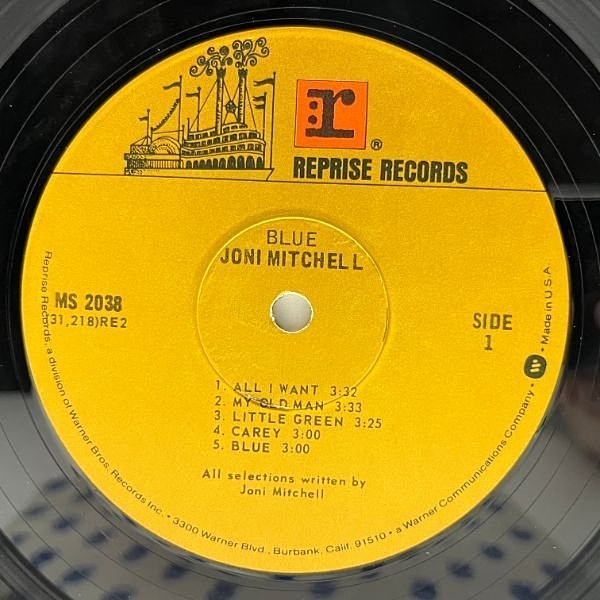 :r
®
REPRISE RECORDS
BLUE
JONI MITCHELL
MS 2038
(31,218)RE2
SIDE
1
1. ALL I WANT 3:32
2. MY OLD MAN 3:33
3. LITTLE GREEN 3:25
4. CAREY 3:00
5. BLUE 3:00
All selections written by
Joni Mitchell
Reprise Records, a division of Warner Bros. Records Inc. • 3300 Warner Blvd., Burbank, Calif. 91510 • a Warner Communications Company • W • Made in U.S.A.